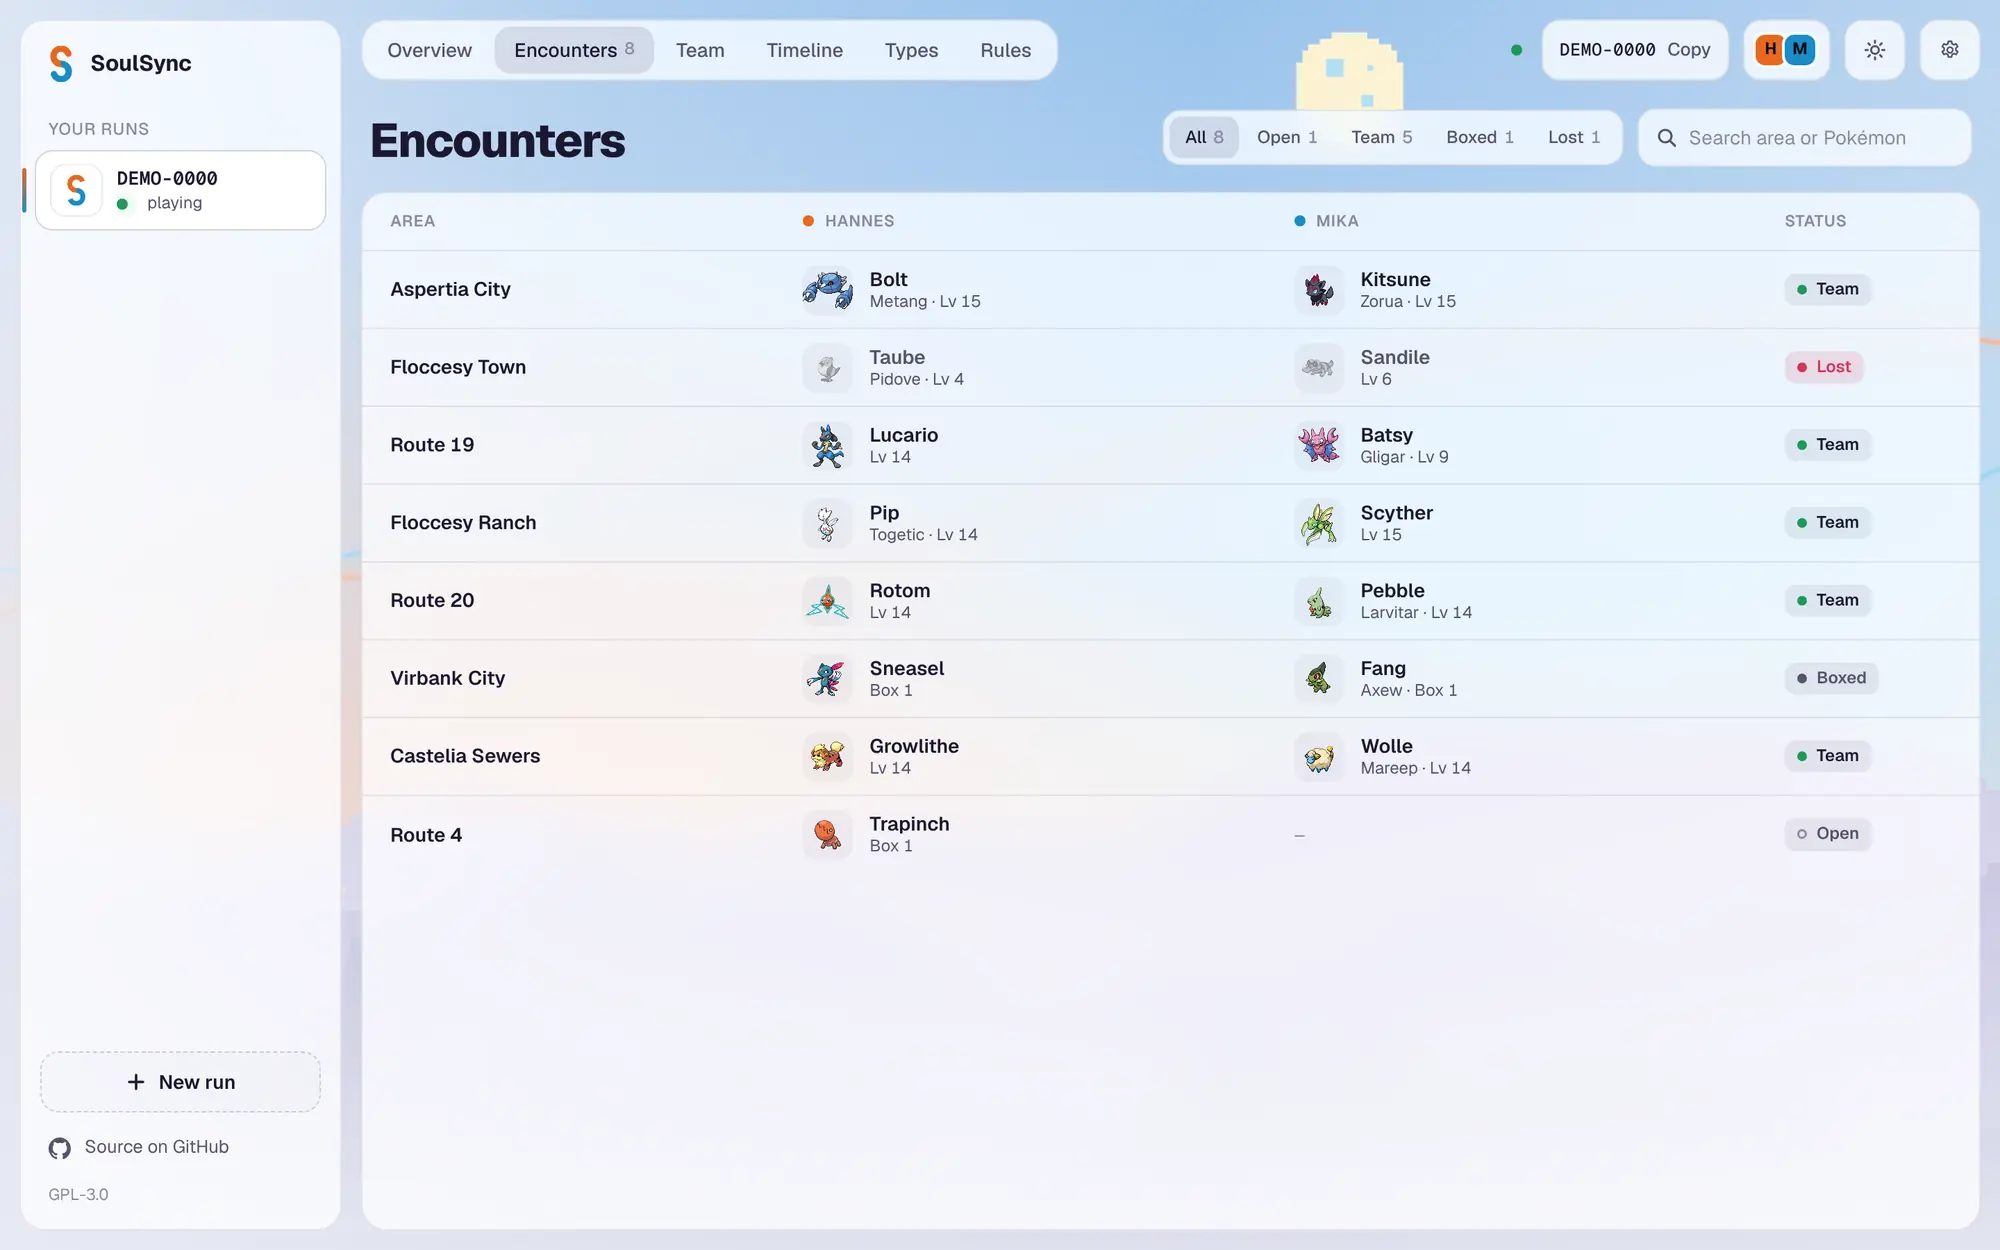 SoulSync
YOUR RUNS
DEMO-0000
playing
New run
Source on GitHub
GPL-3.0
Overview Encounters 8 Team Timeline Types Rules
DEMO-0000 Copy
H M
Encounters
All 8 Open 1 Team 5 Boxed 1 Lost 1
Search area or Pokémon
AREA HANNES MIKA STATUS
Aspertia City
Bolt
Metang · Lv 15
Kitsune
Zorua · Lv 15
Team
Floccesy Town
Taube
Pidove · Lv 4
Sandile
Lv 6
Lost
Route 19
Lucario
Lv 14
Batsy
Gligar · Lv 9
Team
Floccesy Ranch
Pip
Togetic · Lv 14
Scyther
Lv 15
Team
Route 20
Rotom
Lv 14
Pebble
Larvitar · Lv 14
Team
Virbank City
Sneasel
Box 1
Fang
Axew · Box 1
Boxed
Castelia Sewers
Growlithe
Lv 14
Wolle
Mareep · Lv 14
Team
Route 4
Trapinch
Box 1
–
Open